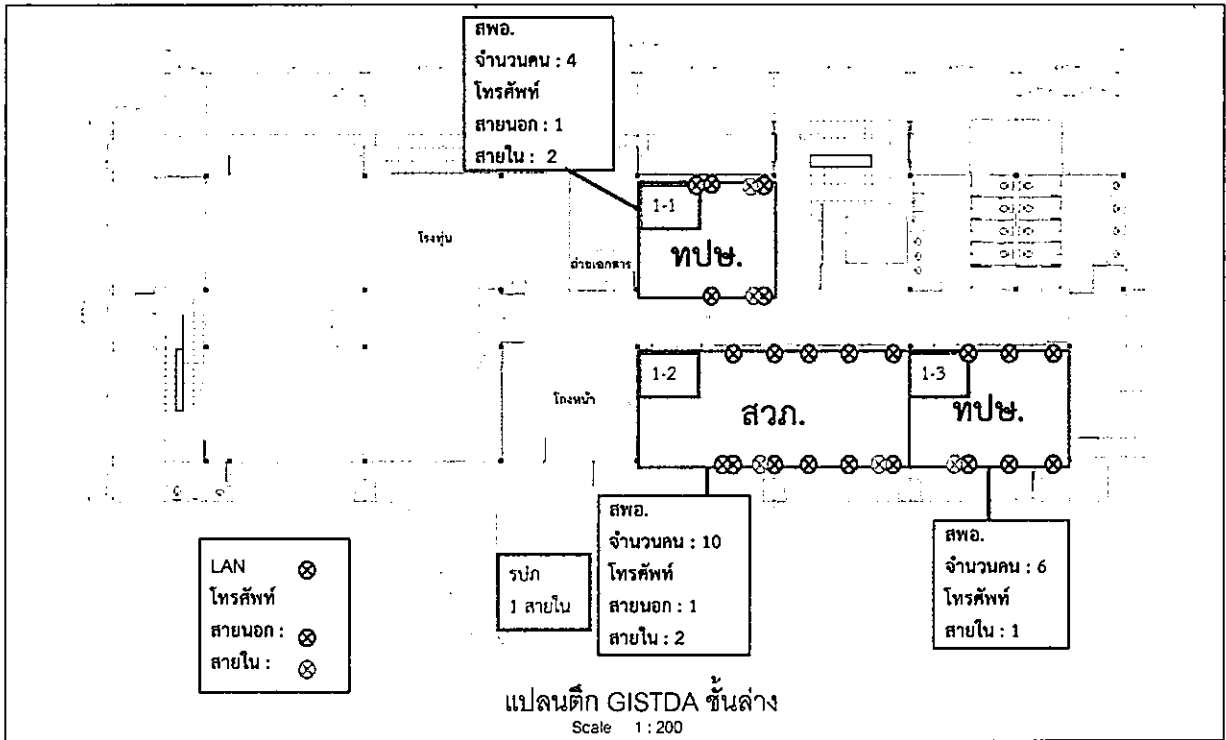 สพอ.
จำนวนคน : 4
โทรศัพท์
สายนอก : 1
สายใน : 2
1-1
ทปษ.
โรงทุ่น
ถ่ายเอกสาร
1-2
สวภ.
1-3
ทปษ.
โถงหน้า
สพอ.
จำนวนคน : 10
โทรศัพท์
สายนอก : 1
สายใน : 2
สพอ.
จำนวนคน : 6
โทรศัพท์
สายใน : 1
รปภ
1 สายใน
LAN
โทรศัพท์
สายนอก :
สายใน :
แปลนตึก GISTDA ชั้นล่าง
Scale 1 : 200